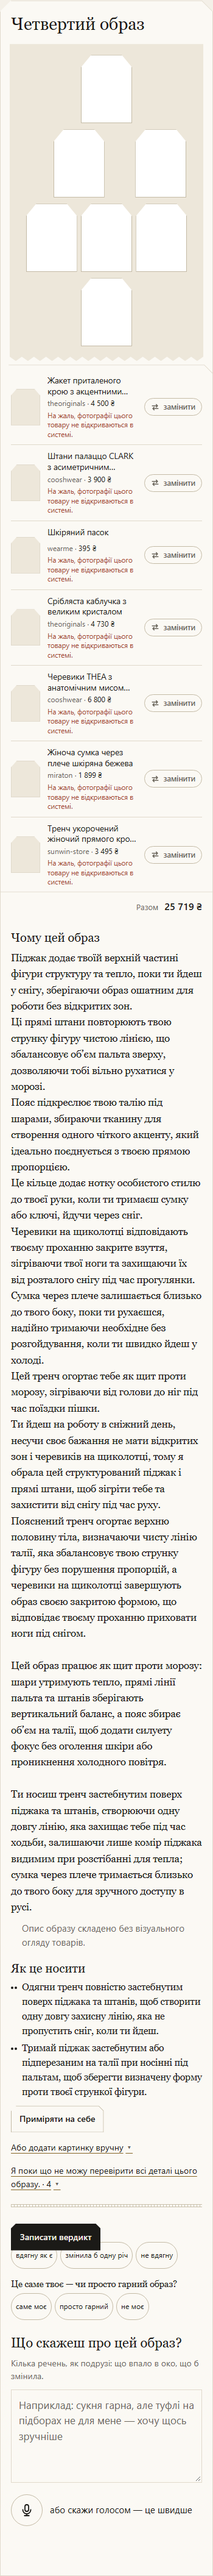 Четвертий образ
Жакет приталеного
крою з акцентними...
theoriginals · 4 500 ₴
На жаль, фотографії цього
товару не відкриваються в
системі.
замінити
Штани палаццо CLARK
з асиметричним...
cooshwear · 3 900 ₴
На жаль, фотографії цього
товару не відкриваються в
системі.
замінити
Шкіряний пасок
wearme · 395 ₴
На жаль, фотографії цього
товару не відкриваються в
системі.
замінити
Срібляста каблучка з
великим кристалом
theoriginals · 4 730 ₴
На жаль, фотографії цього
товару не відкриваються в
системі.
замінити
Черевики THEA з
анатомічним мисом...
cooshwear · 6 800 ₴
На жаль, фотографії цього
товару не відкриваються в
системі.
замінити
Жіноча сумка через
плече шкіряна бежева
miraton · 1 899 ₴
На жаль, фотографії цього
товару не відкриваються в
системі.
замінити
Тренч укорочений
жіночий прямого кро...
sunwin-store · 3 495 ₴
На жаль, фотографії цього
товару не відкриваються в
системі.
замінити
Разом 25 719 ₴
Чому цей образ
Піджак додає твоїй верхній частині
фігури структуру та тепло, поки ти йдеш
у снігу, зберігаючи образ ошатним для
роботи без відкритих зон.
Ці прямі штани повторюють твою
струнку фігуру чистою лінією, що
збалансовує об’єм пальта зверху,
дозволяючи тобі вільно рухатися у
морозі.
Пояс підкреслює твою талію під
шарами, збираючи тканину для
створення одного чіткого акценту, який
ідеально поєднується з твоєю прямою
пропорцією.
Це кільце додає нотку особистого стилю
до твоєї руки, коли ти тримаєш сумку
або ключі, йдучи через сніг.
Черевики на щиколотці відповідають
твоєму проханню закрите взуття,
зігріваючи твої ноги та захищаючи їх
від розталого снігу під час прогулянки.
Сумка через плече залишається близько
до твого боку, поки ти рухаєшся,
надійно тримаючи необхідне без
розгойдування, коли ти швидко йдеш у
холоді.
Цей тренч огортає тебе як щит проти
морозу, зігріваючи від голови до ніг під
час поїздки пішки.
Ти йдеш на роботу в сніжний день,
несучи своє бажання не мати відкритих
зон і черевиків на щиколотці, тому я
обрала цей структурований піджак і
прямі штани, щоб зігріти тебе та
захистити від снігу під час руху.
Пояснений тренч огортає верхню
половину тіла, визначаючи чисту лінію
талії, яка збалансовує твою струнку
фігуру без порушення пропорцій, а
черевики на щиколотці завершують
образ своєю закритою формою, що
відповідає твоєму проханню приховати
ноги під снігом.
Цей образ працює як щит проти морозу:
шари утримують тепло, прямі лінії
пальта та штанів зберігають
вертикальний баланс, а пояс збирає
об’єм на талії, щоб додати силуету
фокус без оголення шкіри або
проникнення холодного повітря.
Ти носиш тренч застебнутим поверх
піджака та штанів, створюючи одну
довгу лінію, яка захищає тебе під час
ходьби, залишаючи лише комір піджака
видимим при розстібанні для тепла;
сумка через плече тримається близько
до твого боку для зручного доступу в
русі.
Опис образу складено без візуального
огляду товарів.
Як це носити
Одягни тренч повністю застебнутим
поверх піджака та штанів, щоб створити
одну довгу захисну лінію, яка не
пропустить сніг, коли ти йдеш.
Тримай піджак застебнутим або
підперезаним на талії при носінні під
пальтам, щоб зберегти визначену форму
проти твоєї стрункої фігури.
Приміряти на себе
Або додати картинку вручну
Я поки що не можу перевірити всі деталі цього
образу. · 4
Записати вердикт
вдягну як є
змінила б одну річ
не вдягну
Це саме твоє — чи просто гарний образ?
саме моє
просто гарний
не моє
Що скажеш про цей образ?
Кілька речень, як подрузі: що впало в око, що б
змінила.
Наприклад: сукня гарна, але туфлі на
підборах не для мене — хочу щось
зручніше
або скажи голосом — це швидше